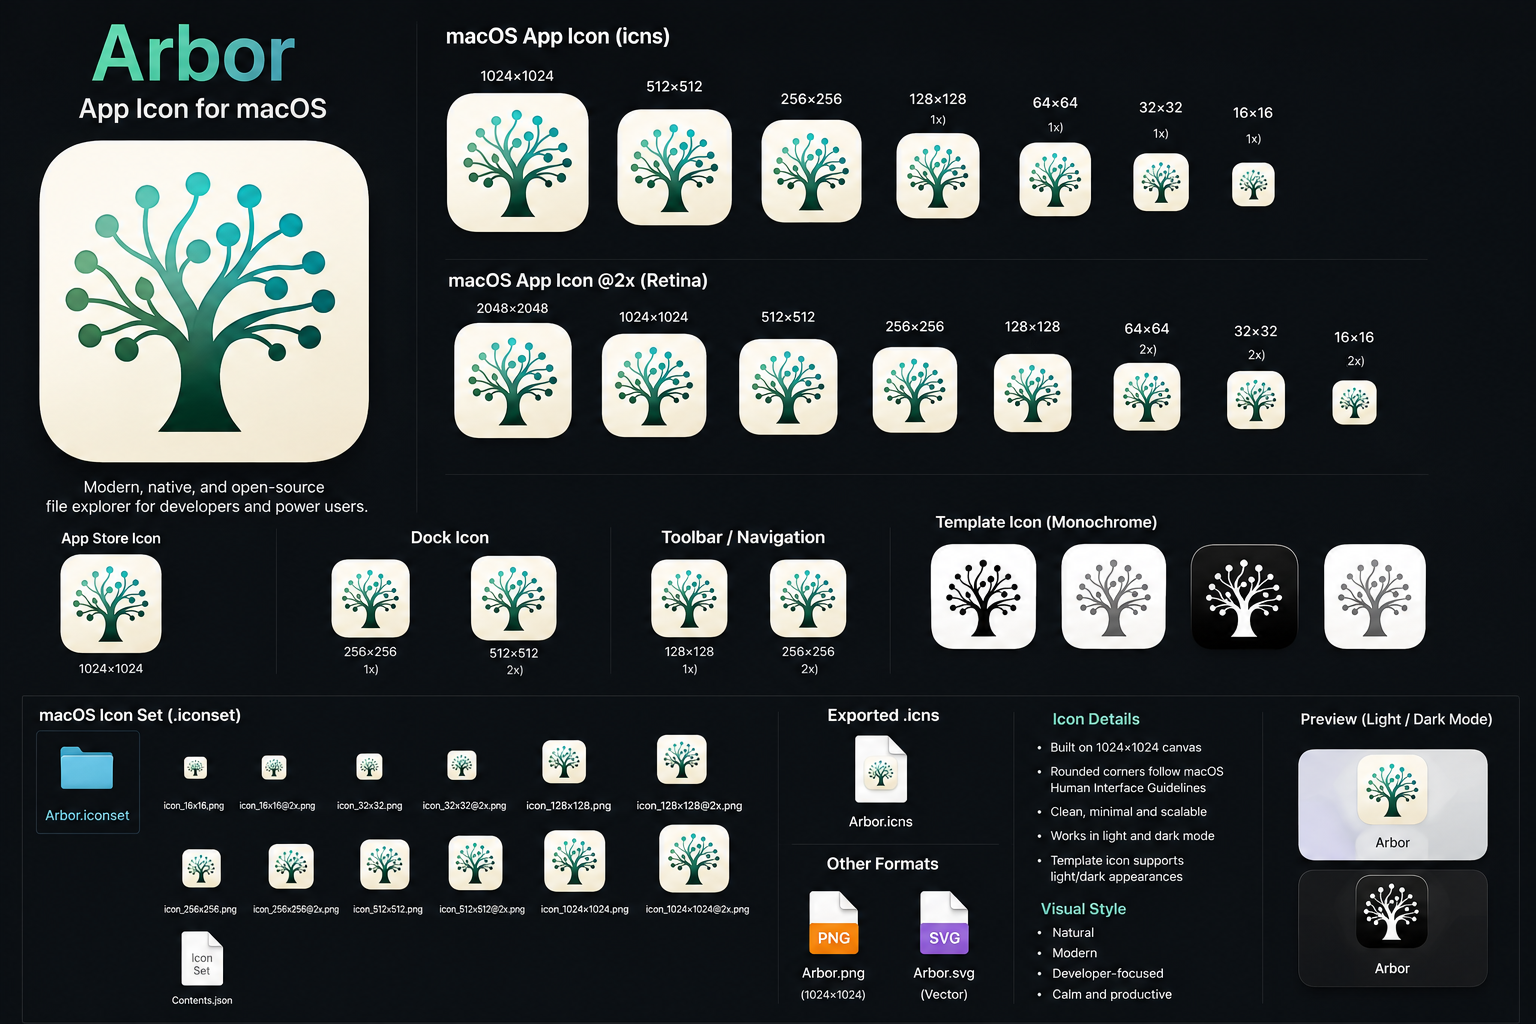 Arbor
App Icon for macOS
Modern, native, and open-source
file explorer for developers and power users.
macOS App Icon (icns)
1024×1024
512×512
256×256
128×128
1x)
64×64
1x)
32×32
1x)
16×16
1x)
macOS App Icon @2x (Retina)
2048×2048
1024×1024
512×512
256×256
128×128
64×64
2x)
32×32
2x)
16×16
2x)
App Store Icon
1024×1024
Dock Icon
256×256
1x)
512×512
2x)
Toolbar / Navigation
128×128
1x)
256×256
2x)
Template Icon (Monochrome)
macOS Icon Set (.iconset)
Arbor.iconset
icon_16x16.png
icon_16x16@2x.png
icon_32x32.png
icon_32x32@2x.png
icon_128x128.png
icon_128x128@2x.png
icon_256x256.png
icon_256x256@2x.png
icon_512x512.png
icon_512x512@2x.png
icon_1024x1024.png
icon_1024x1024@2x.png
Icon
Set
Contents.json
Exported .icns
Arbor.icns
Other Formats
PNG
Arbor.png
(1024×1024)
SVG
Arbor.svg
(Vector)
Icon Details
• Built on 1024×1024 canvas
• Rounded corners follow macOS
Human Interface Guidelines
• Clean, minimal and scalable
• Works in light and dark mode
• Template icon supports
light/dark appearances
Visual Style
• Natural
• Modern
• Developer-focused
• Calm and productive
Preview (Light / Dark Mode)
Arbor
Arbor